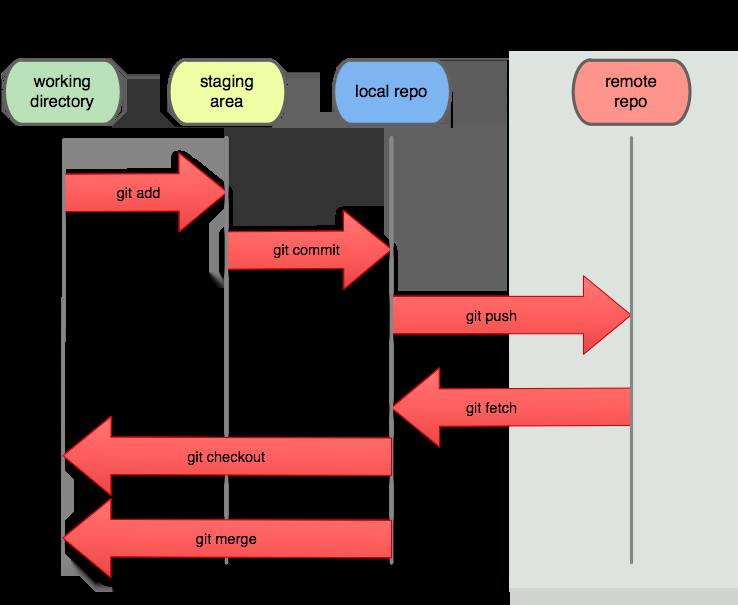 working
directory
staging
area
local repo
remote
repo
git add
git commit
git push
git fetch
git checkout
git merge